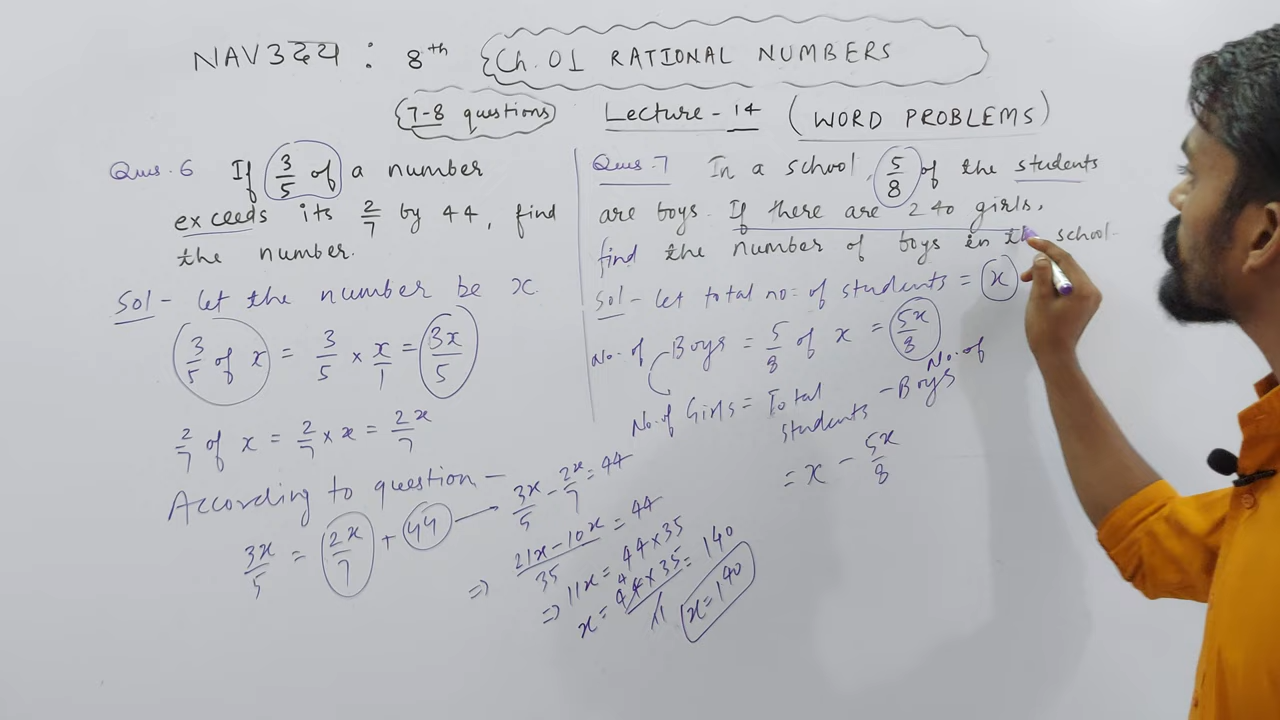 NAVउदय : 8th Ch. 01 RATIONAL NUMBERS
7-8 questions Lecture - 14 (WORD PROBLEMS)
Ques. 6 If 3/5 of a number
exceeds its 2/7 by 44, find
the number.
Sol - let the number be x.
3/5 of x = 3/5 × x/1 = 3x/5
2/7 of x = 2/7 × x = 2x/7
According to question -
3x/5 = 2x/7 + 44
3x/5 - 2x/7 = 44
⇒ 21x - 10x/35 = 44
⇒ 11x = 44×35
x = 44×35/11 = 140
x = 140
Ques. 7 In a school, 5/8 of the students
are boys. If there are 240 girls,
find the number of boys in the school.
Sol - let total no. of students = x
No. of Boys = 5/8 of x = 5x/8
No. of Girls = Total students - No. of Boys
= x - 5x/8